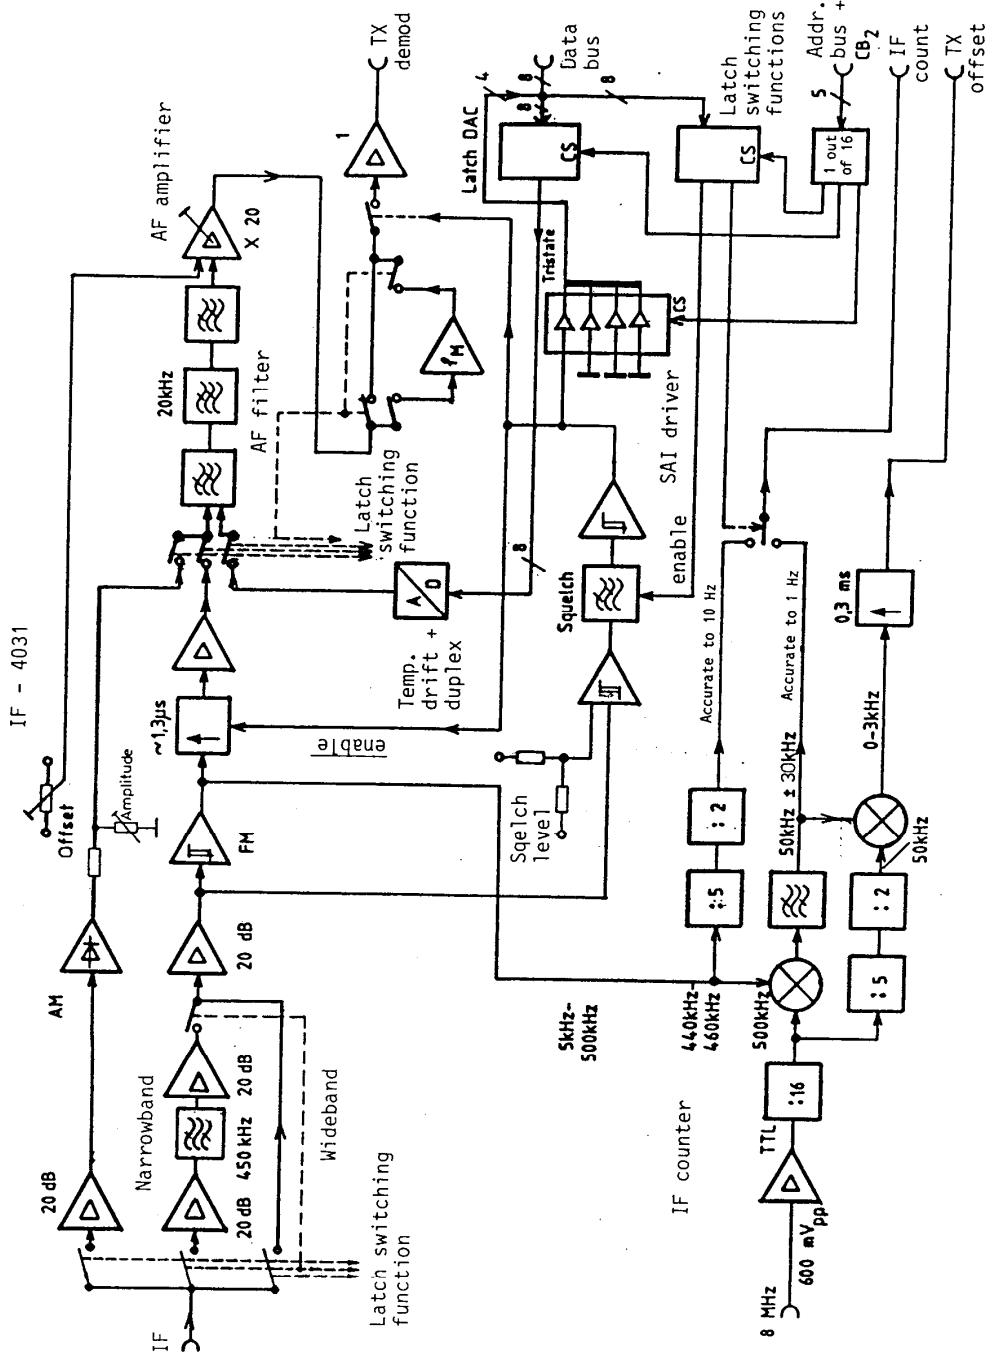 IF - 4031
IF
20 dB
AM
Offset
Amplitude
Narrowband
20 dB
450 kHz
20 dB
Wideband
Latch switching
function
20 dB
FM
~1,3µs
enable
20kHz
AF filter
AF amplifier
X 20
Latch
switching
function
Temp.
drift +
duplex
A
D
8
ℓM
1
TX
demod
Sqelch
level
Squelch
enable
SAI driver
Tristate
CS
Latch DAC
4
8
8
8
CS
Data
bus
CS
Latch
switching
functions
1 out
of 16
5
Addr.
bus +
CB2
IF
count
TX
offset
IF counter
5kHz-
500kHz
440kHz-
460kHz
500kHz
:5
:2
Accurate to 10 Hz
50kHz ± 30kHz
Accurate to 1 Hz
8 MHz
600 mVpp
TTL
:16
:5
:2
50kHz
0-3kHz
0,3 ms